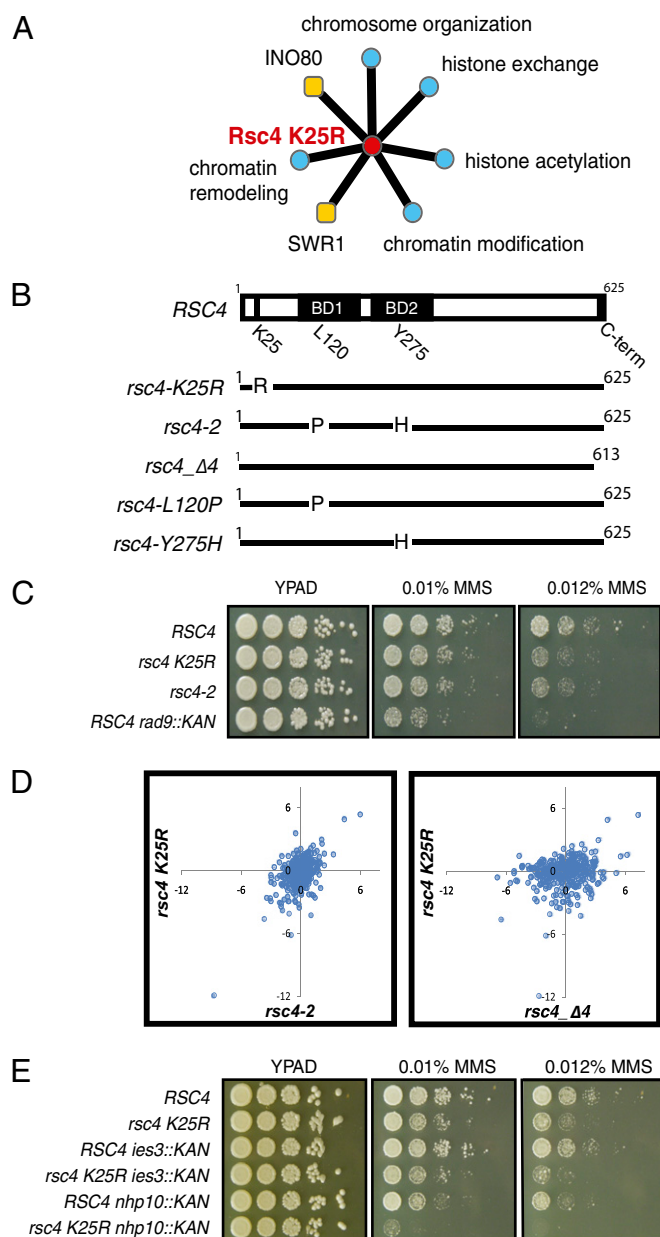 A
chromosome organization
INO80
histone exchange
Rsc4 K25R
chromatin
remodeling
histone acetylation
SWR1
chromatin modification
B
1
625
RSC4
BD1
BD2
K25
L120
Y275
C-term
rsc4-K25R
1
R
625
rsc4-2
1
P
H
625
rsc4_Δ4
1
613
rsc4-L120P
1
P
625
rsc4-Y275H
1
H
625
C
YPAD
0.01% MMS
0.012% MMS
RSC4
rsc4 K25R
rsc4-2
RSC4 rad9::KAN
D
rsc4 K25R
6
-12
-6
0
0
6
-6
-12
rsc4-2
rsc4 K25R
6
-12
-6
0
0
6
-6
-12
rsc4_Δ4
E
YPAD
0.01% MMS
0.012% MMS
RSC4
rsc4 K25R
RSC4 ies3::KAN
rsc4 K25R ies3::KAN
RSC4 nhp10::KAN
rsc4 K25R nhp10::KAN